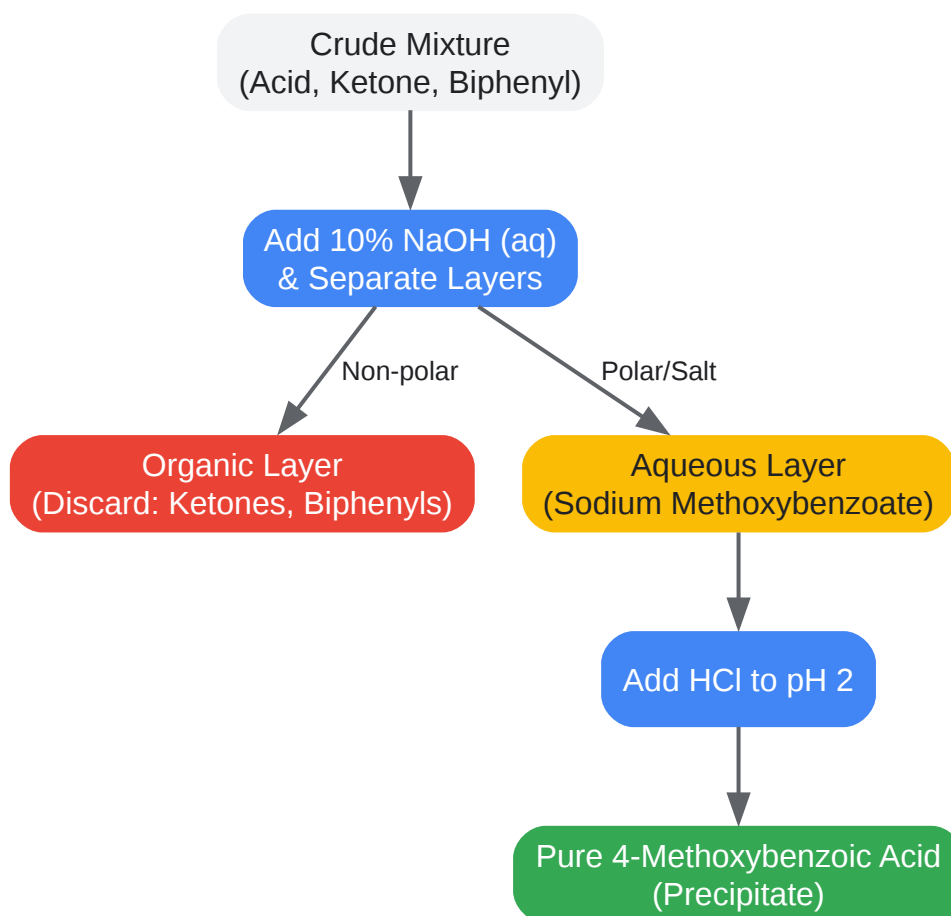 Crude Mixture
(Acid, Ketone, Biphenyl)
Add 10% NaOH (aq)
& Separate Layers
Non-polar
Polar/Salt
Organic Layer
(Discard: Ketones, Biphenyls)
Aqueous Layer
(Sodium Methoxybenzoate)
Add HCl to pH 2
Pure 4-Methoxybenzoic Acid
(Precipitate)